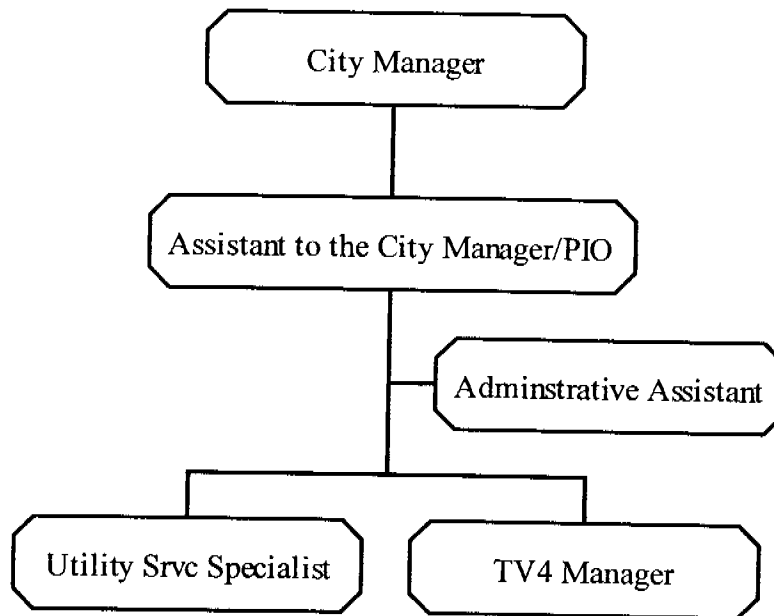 City Manager
Assistant to the City Manager/PIO
Adminstrative Assistant
Utility Srvc Specialist
TV4 Manager